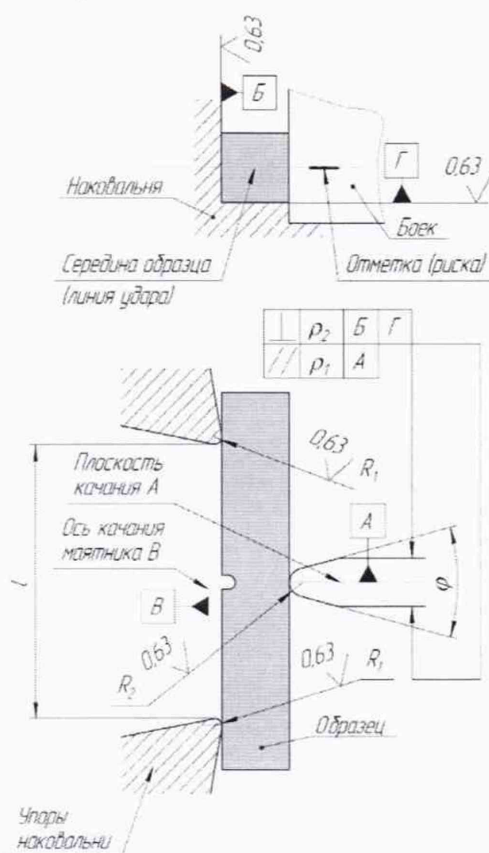 0,63
Б
Г
0,63
Наковальня
Боек
Середина образца
(линия удара)
Отметка (риска)
⊥ ρ₂ Б Г
// ρ₁ А
0,63
R₁
Плоскость
качания А
Ось качания
маятника В
А
l
В
φ
R₂
0,63
0,63
R₁
Образец
Упоры
наковальни